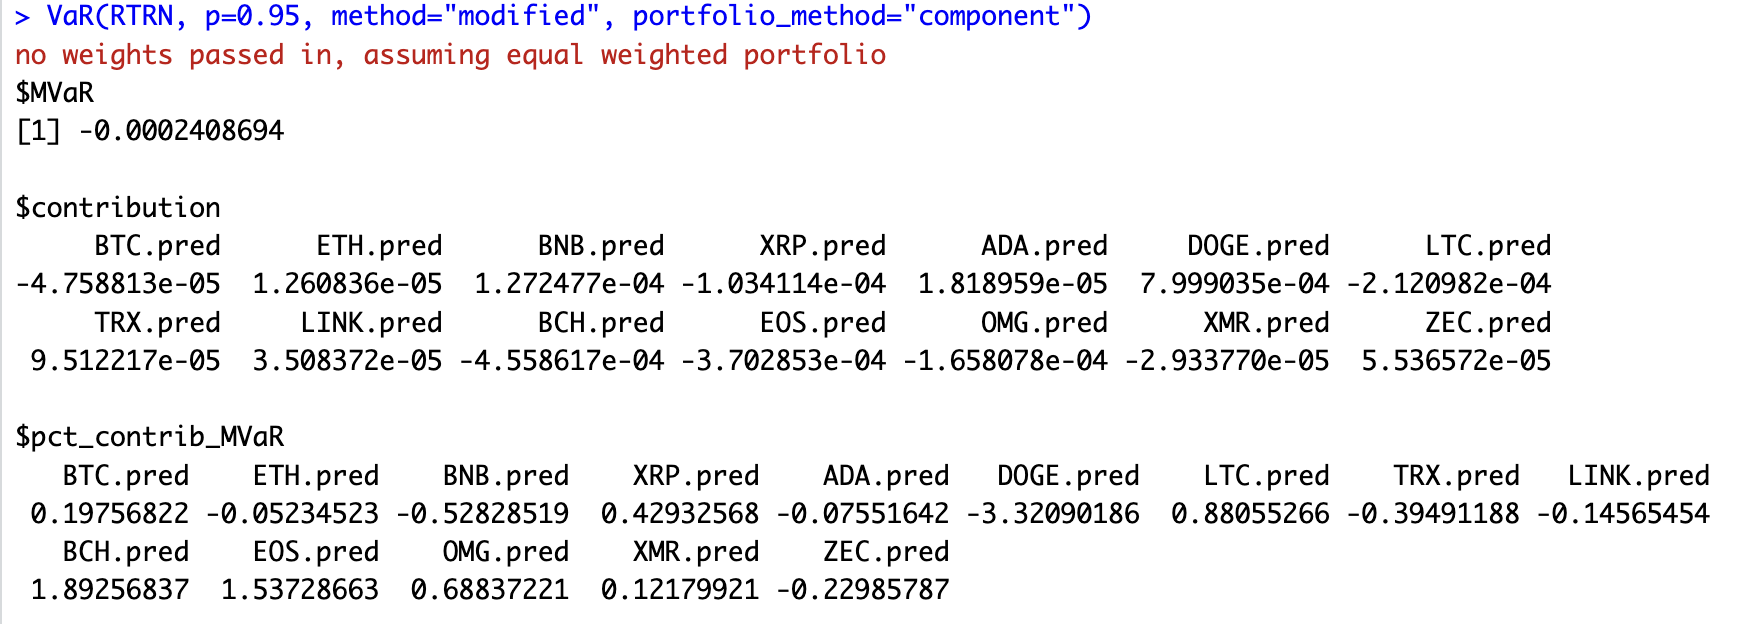 > VaR(RTRN, p=0.95, method="modified", portfolio_method="component")
no weights passed in, assuming equal weighted portfolio
$MVaR
[1] -0.0002408694
$contribution
BTC.pred ETH.pred BNB.pred XRP.pred ADA.pred DOGE.pred LTC.pred
-4.758813e-05 1.260836e-05 1.272477e-04 -1.034114e-04 1.818959e-05 7.999035e-04 -2.120982e-04
TRX.pred LINK.pred BCH.pred EOS.pred OMG.pred XMR.pred ZEC.pred
9.512217e-05 3.508372e-05 -4.558617e-04 -3.702853e-04 -1.658078e-04 -2.933770e-05 5.536572e-05
$pct_contrib_MVaR
BTC.pred ETH.pred BNB.pred XRP.pred ADA.pred DOGE.pred LTC.pred TRX.pred LINK.pred
0.19756822 -0.05234523 -0.52828519 0.42932568 -0.07551642 -3.32090186 0.88055266 -0.39491188 -0.14565454
BCH.pred EOS.pred OMG.pred XMR.pred ZEC.pred
1.89256837 1.53728663 0.68837221 0.12179921 -0.22985787